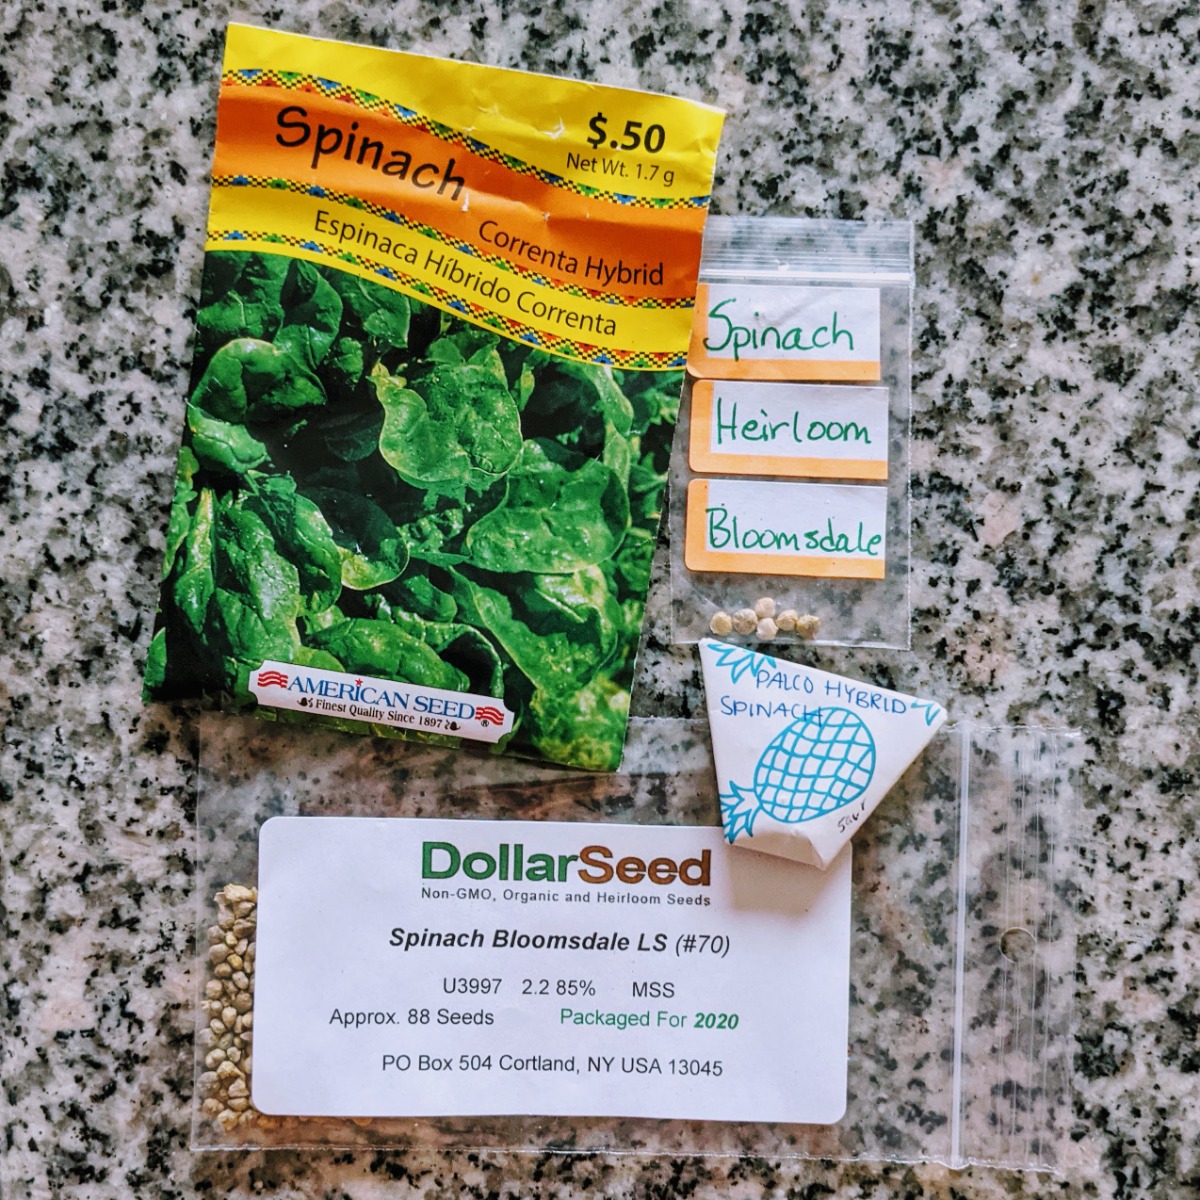 $.50
Net Wt. 1.7 g
Spinach
Correnta Hybrid
Espinaca Híbrido Correnta
AMERICAN SEED®
Finest Quality Since 1897
Spinach
Heirloom
Bloomsdale
PALCO HYBRID
SPINACH
DollarSeed
Non-GMO, Organic and Heirloom Seeds
Spinach Bloomsdale LS (#70)
U3997 2.2 85% MSS
Approx. 88 Seeds Packaged For 2020
PO Box 504 Cortland, NY USA 13045